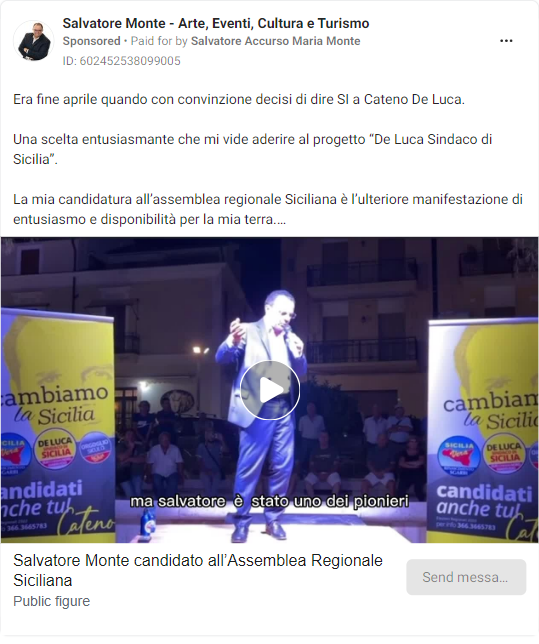 Salvatore Monte - Arte, Eventi, Cultura e Turismo
Sponsored • Paid for by Salvatore Accurso Maria Monte
ID: 602452538099005
Era fine aprile quando con convinzione decisi di dire SI a Cateno De Luca.
Una scelta entusiasmante che mi vide aderire al progetto “De Luca Sindaco di
Sicilia”.
La mia candidatura all’assemblea regionale Siciliana è l’ulteriore manifestazione di
entusiasmo e disponibilità per la mia terra....
cambiamo
la Sicilia
SICILIA
DE LUCA
SICILIA
candidati
anche tu!
366.3665783
Cateno
cambiamo
la Sicilia
SICILIA
Vera
DE LUCA
SICILIA
candidati
anche tu!
Cateno
ma salvatore è stato uno dei pionieri
Salvatore Monte candidato all’Assemblea Regionale
Siciliana
Public figure
Send messa...